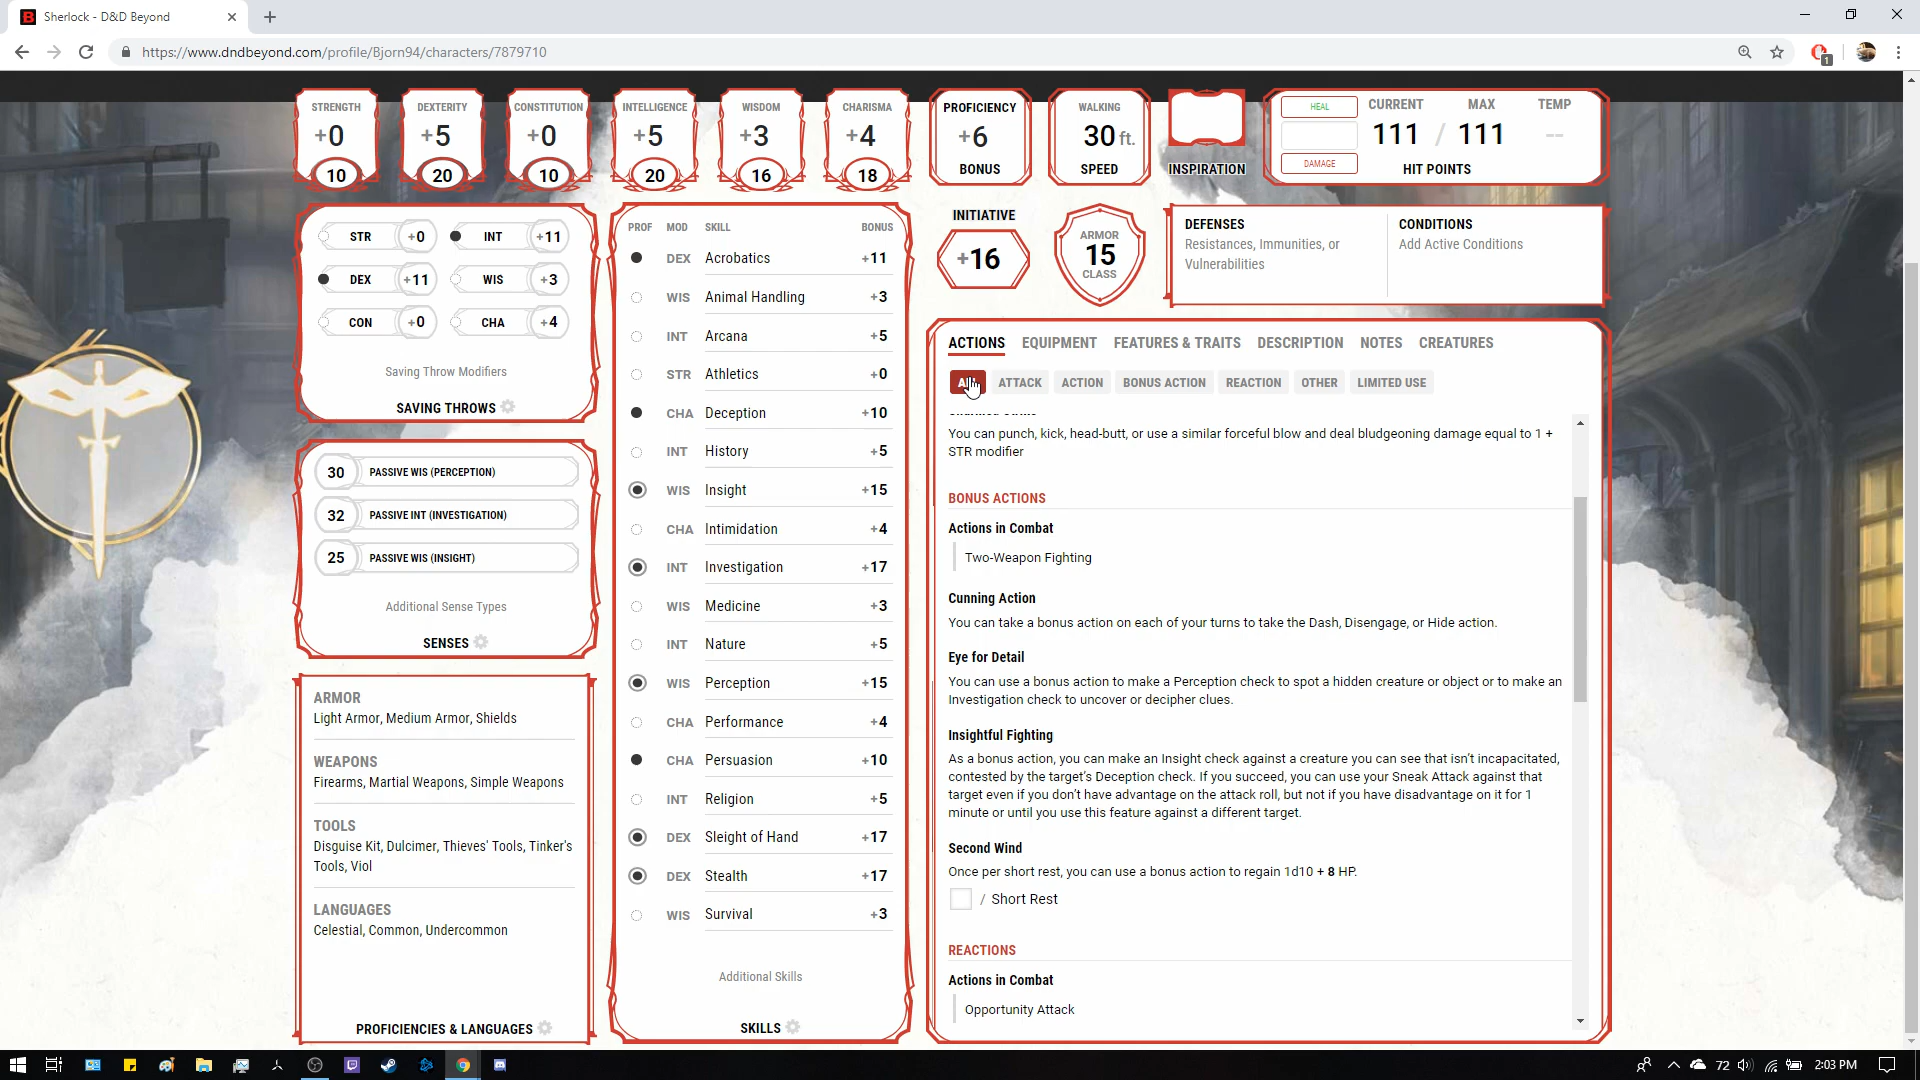 Sherlock - D&D Beyond
https://www.dndbeyond.com/profile/Bjorn94/characters/7879710
1
STRENGTH
+0
10
DEXTERITY
+5
20
CONSTITUTION
+0
10
INTELLIGENCE
+5
20
WISDOM
+3
16
CHARISMA
+4
18
PROFICIENCY
+6
BONUS
WALKING
30 ft.
SPEED
INSPIRATION
HEAL
DAMAGE
CURRENT
MAX
TEMP
111 / 111 --
HIT POINTS
STR +0
INT +11
DEX +11
WIS +3
CON +0
CHA +4
Saving Throw Modifiers
SAVING THROWS
30 PASSIVE WIS (PERCEPTION)
32 PASSIVE INT (INVESTIGATION)
25 PASSIVE WIS (INSIGHT)
Additional Sense Types
SENSES
ARMOR
Light Armor, Medium Armor, Shields
WEAPONS
Firearms, Martial Weapons, Simple Weapons
TOOLS
Disguise Kit, Dulcimer, Thieves' Tools, Tinker's
Tools, Viol
LANGUAGES
Celestial, Common, Undercommon
PROFICIENCIES & LANGUAGES
PROF MOD SKILL BONUS
DEX Acrobatics +11
WIS Animal Handling +3
INT Arcana +5
STR Athletics +0
CHA Deception +10
INT History +5
WIS Insight +15
CHA Intimidation +4
INT Investigation +17
WIS Medicine +3
INT Nature +5
WIS Perception +15
CHA Performance +4
CHA Persuasion +10
INT Religion +5
DEX Sleight of Hand +17
DEX Stealth +17
WIS Survival +3
Additional Skills
SKILLS
INITIATIVE
+16
ARMOR
15
CLASS
DEFENSES
Resistances, Immunities, or
Vulnerabilities
CONDITIONS
Add Active Conditions
ACTIONS EQUIPMENT FEATURES & TRAITS DESCRIPTION NOTES CREATURES
ATTACK ACTION BONUS ACTION REACTION OTHER LIMITED USE
You can punch, kick, head-butt, or use a similar forceful blow and deal bludgeoning damage equal to 1 +
STR modifier
BONUS ACTIONS
Actions in Combat
Two-Weapon Fighting
Cunning Action
You can take a bonus action on each of your turns to take the Dash, Disengage, or Hide action.
Eye for Detail
You can use a bonus action to make a Perception check to spot a hidden creature or object or to make an
Investigation check to uncover or decipher clues.
Insightful Fighting
As a bonus action, you can make an Insight check against a creature you can see that isn't incapacitated,
contested by the target's Deception check. If you succeed, you can use your Sneak Attack against that
target even if you don't have advantage on the attack roll, but not if you have disadvantage on it for 1
minute or until you use this feature against a different target.
Second Wind
Once per short rest, you can use a bonus action to regain 1d10 + 8 HP.
/ Short Rest
REACTIONS
Actions in Combat
Opportunity Attack
72
2:03 PM